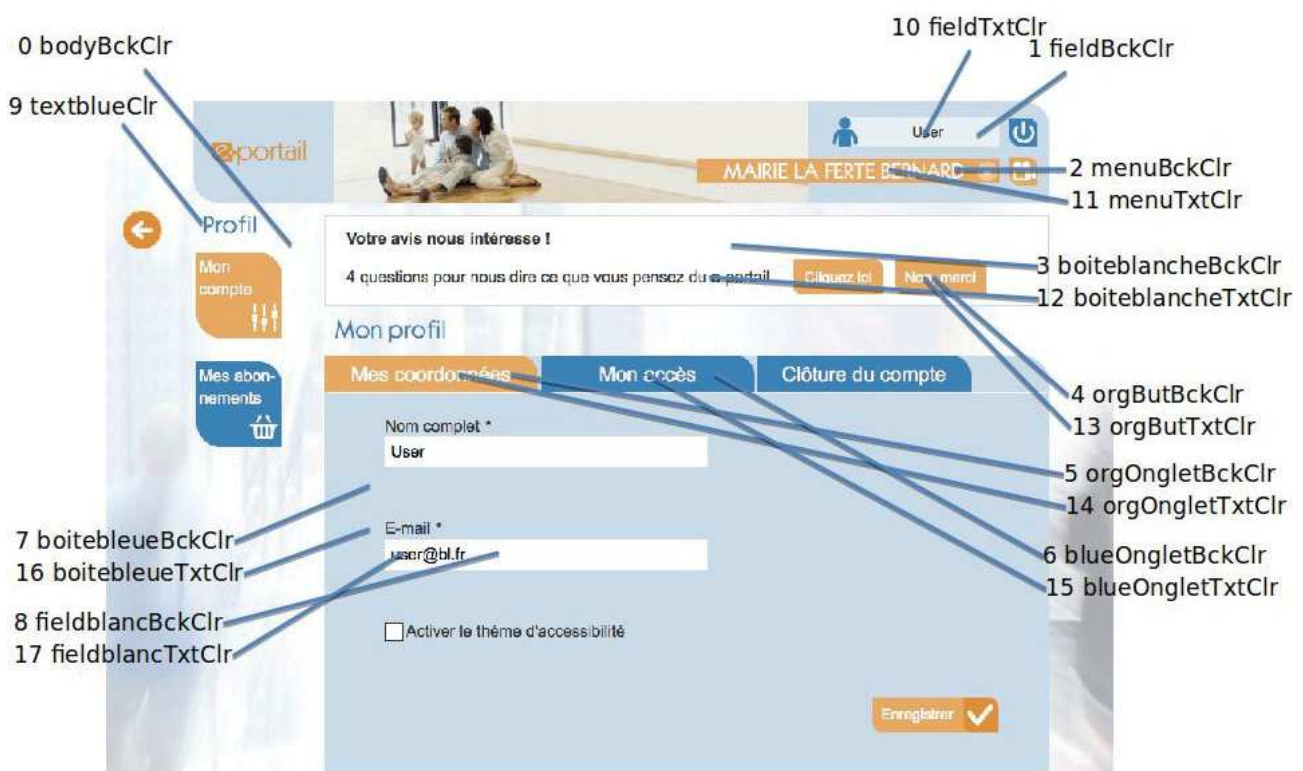 10 fieldTxtClr
0 bodyBckClr
1 fieldBckClr
9 textblueClr
e-portail
User
MAIRIE LA FERTE BERNARD
2 menuBckClr
11 menuTxtClr
Profil
Votre avis nous intéresse !
Mon
compte
4 questions pour nous dire ce que vous pensez du e-portail
Cliquez ici
Non merci
3 boiteblancheBckClr
12 boiteblancheTxtClr
Mon profil
Mes abon-
nements
Mes coordonnées
Mon accès
Clôture du compte
4 orgButBckClr
13 orgButTxtClr
Nom complet *
User
5 orgOngletBckClr
14 orgOngletTxtClr
7 boitebleueBckClr
16 boitebleueTxtClr
E-mail *
user@bl.fr
6 blueOngletBckClr
15 blueOngletTxtClr
8 fieldblancBckClr
17 fieldblancTxtClr
Activer le thème d'accessibilité
Enregistrer